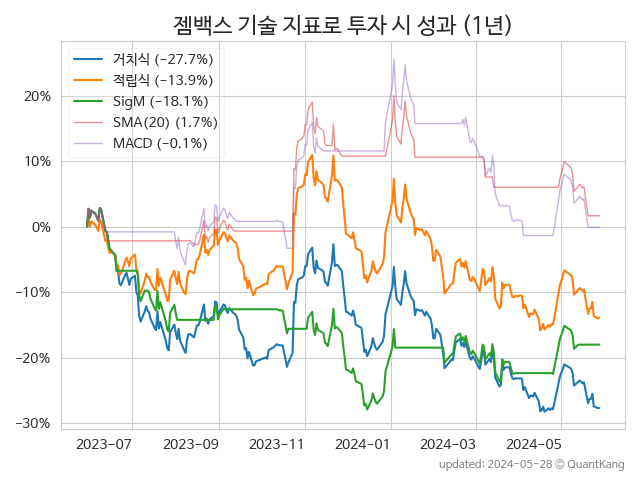 젬백스 기술 지표로 투자 시 성과 (1년)
거치식 (−27.7%)
적립식 (−13.9%)
SigM (−18.1%)
SMA(20) (1.7%)
MACD (−0.1%)
20%
10%
0%
−10%
−20%
−30%
2023−07
2023−09
2023−11
2024−01
2024−03
2024−05
updated: 2024-05-28 © QuantKang